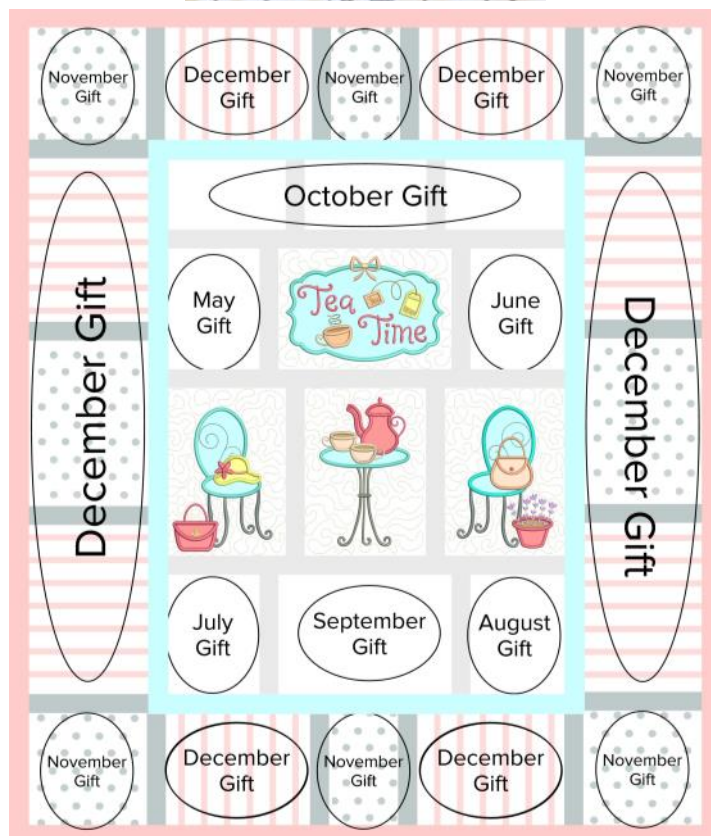 November
Gift
December
Gift
November
Gift
December
Gift
November
Gift
October Gift
May
Gift
Tea
Time
June
Gift
December Gift
December Gift
July
Gift
September
Gift
August
Gift
November
Gift
December
Gift
November
Gift
December
Gift
November
Gift